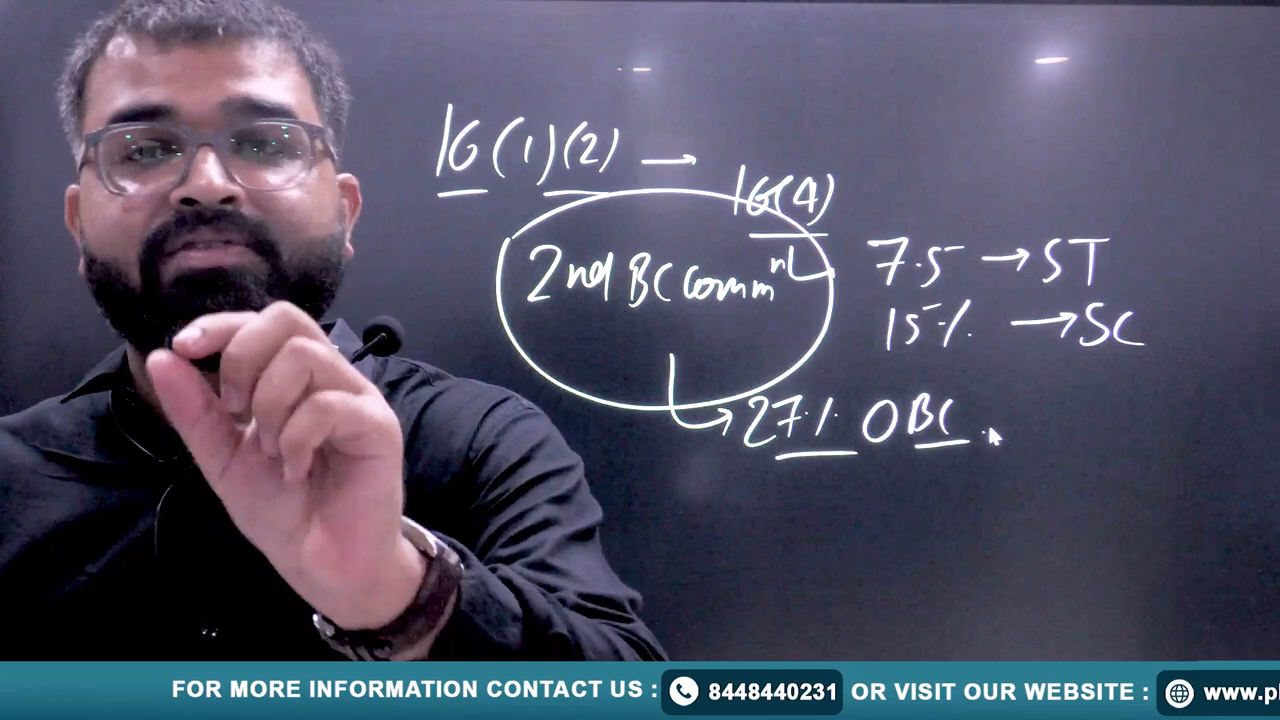 16(1)(2) →
16(4)
2nd BC Commn
7.5 → ST
15% → SC
27% OBC
FOR MORE INFORMATION CONTACT US : 8448440231 OR VISIT OUR WEBSITE :